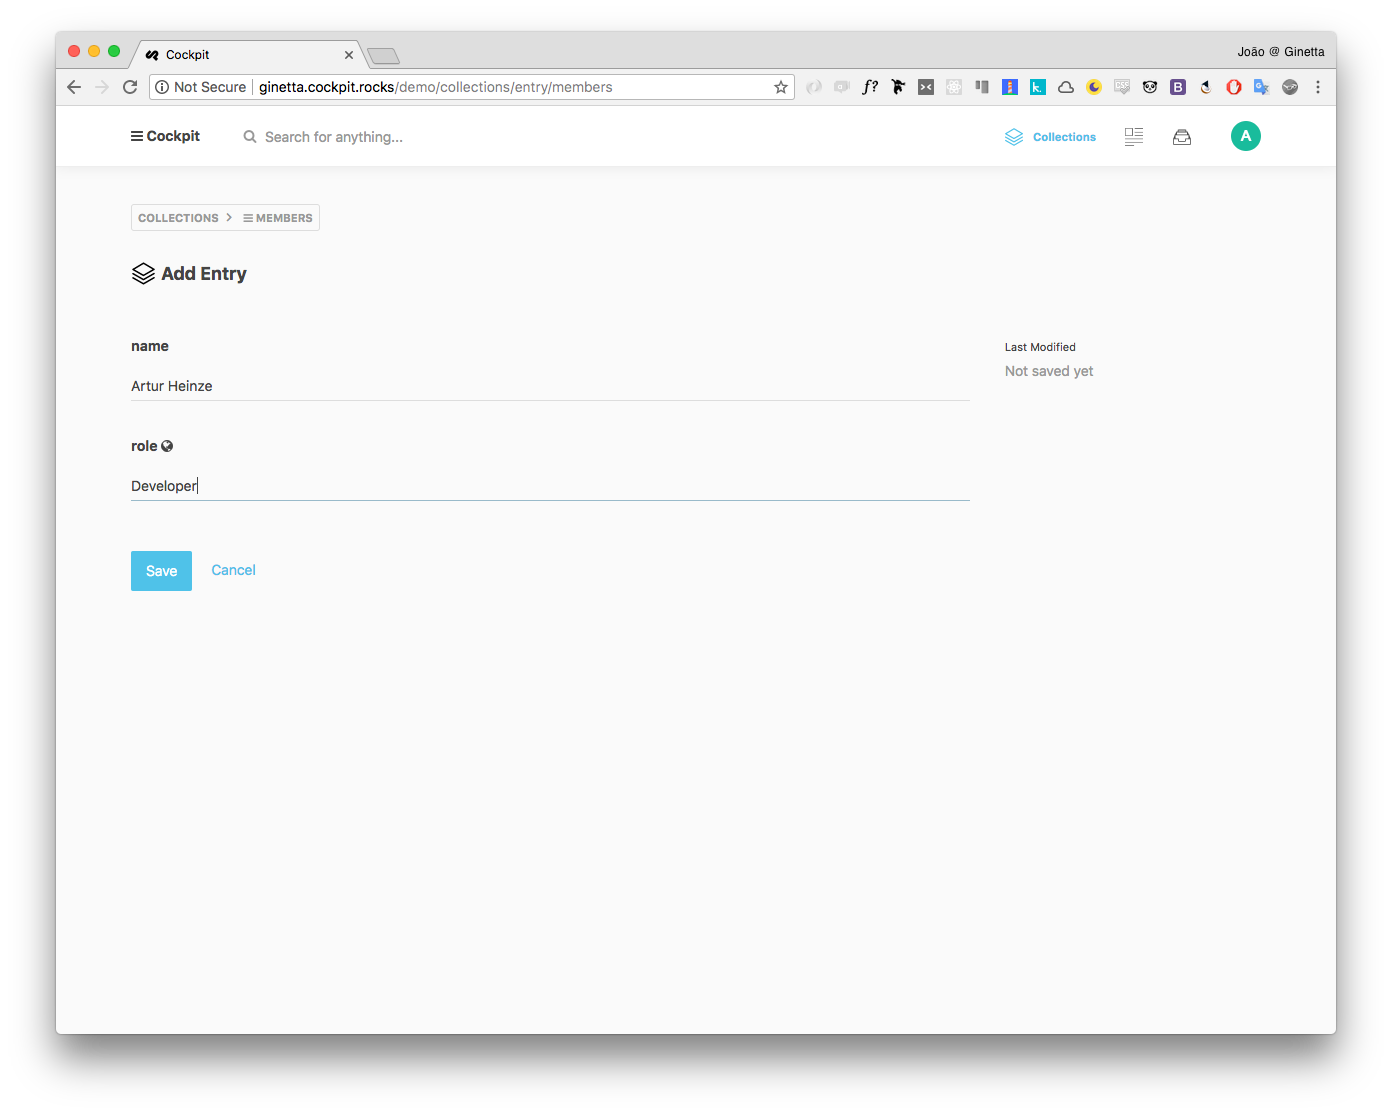 Cockpit
João @ Ginetta
Not Secure ginetta.cockpit.rocks/demo/collections/entry/members
f?
k.
B
Cockpit
Search for anything...
Collections
A
COLLECTIONS
MEMBERS
Add Entry
name
Last Modified
Artur Heinze
Not saved yet
role
Developer
Save
Cancel